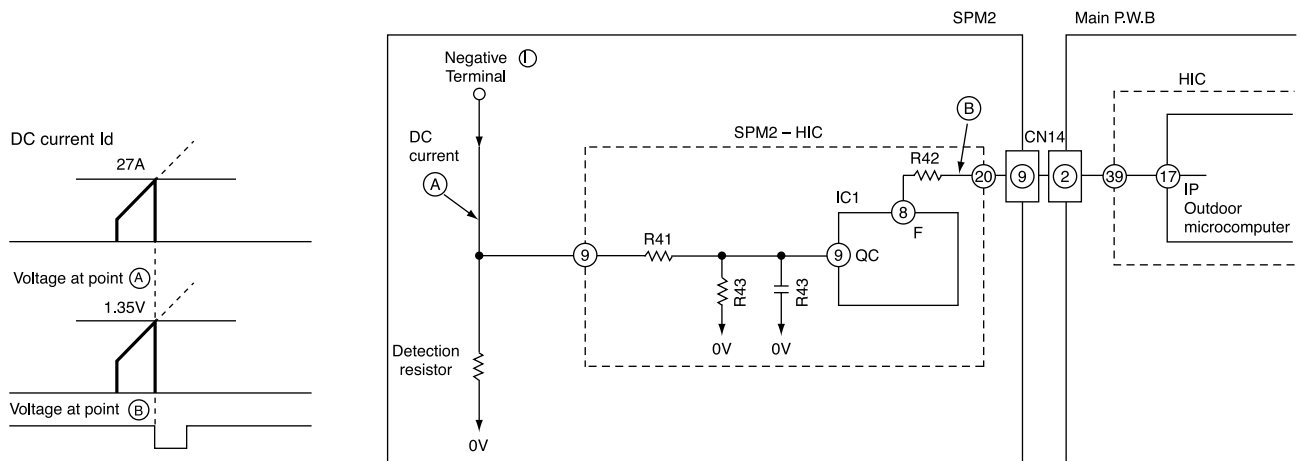 DC current Id
27A
Voltage at point A
1.35V
Voltage at point B
SPM2
Main P.W.B
Negative I
Terminal
HIC
B
CN14
SPM2 – HIC
DC
current
R42
A
20
9
2
39
17
IP
IC1
8
Outdoor
F
microcomputer
R41
9
9
QC
R43
R43
0V
0V
Detection
resistor
0V